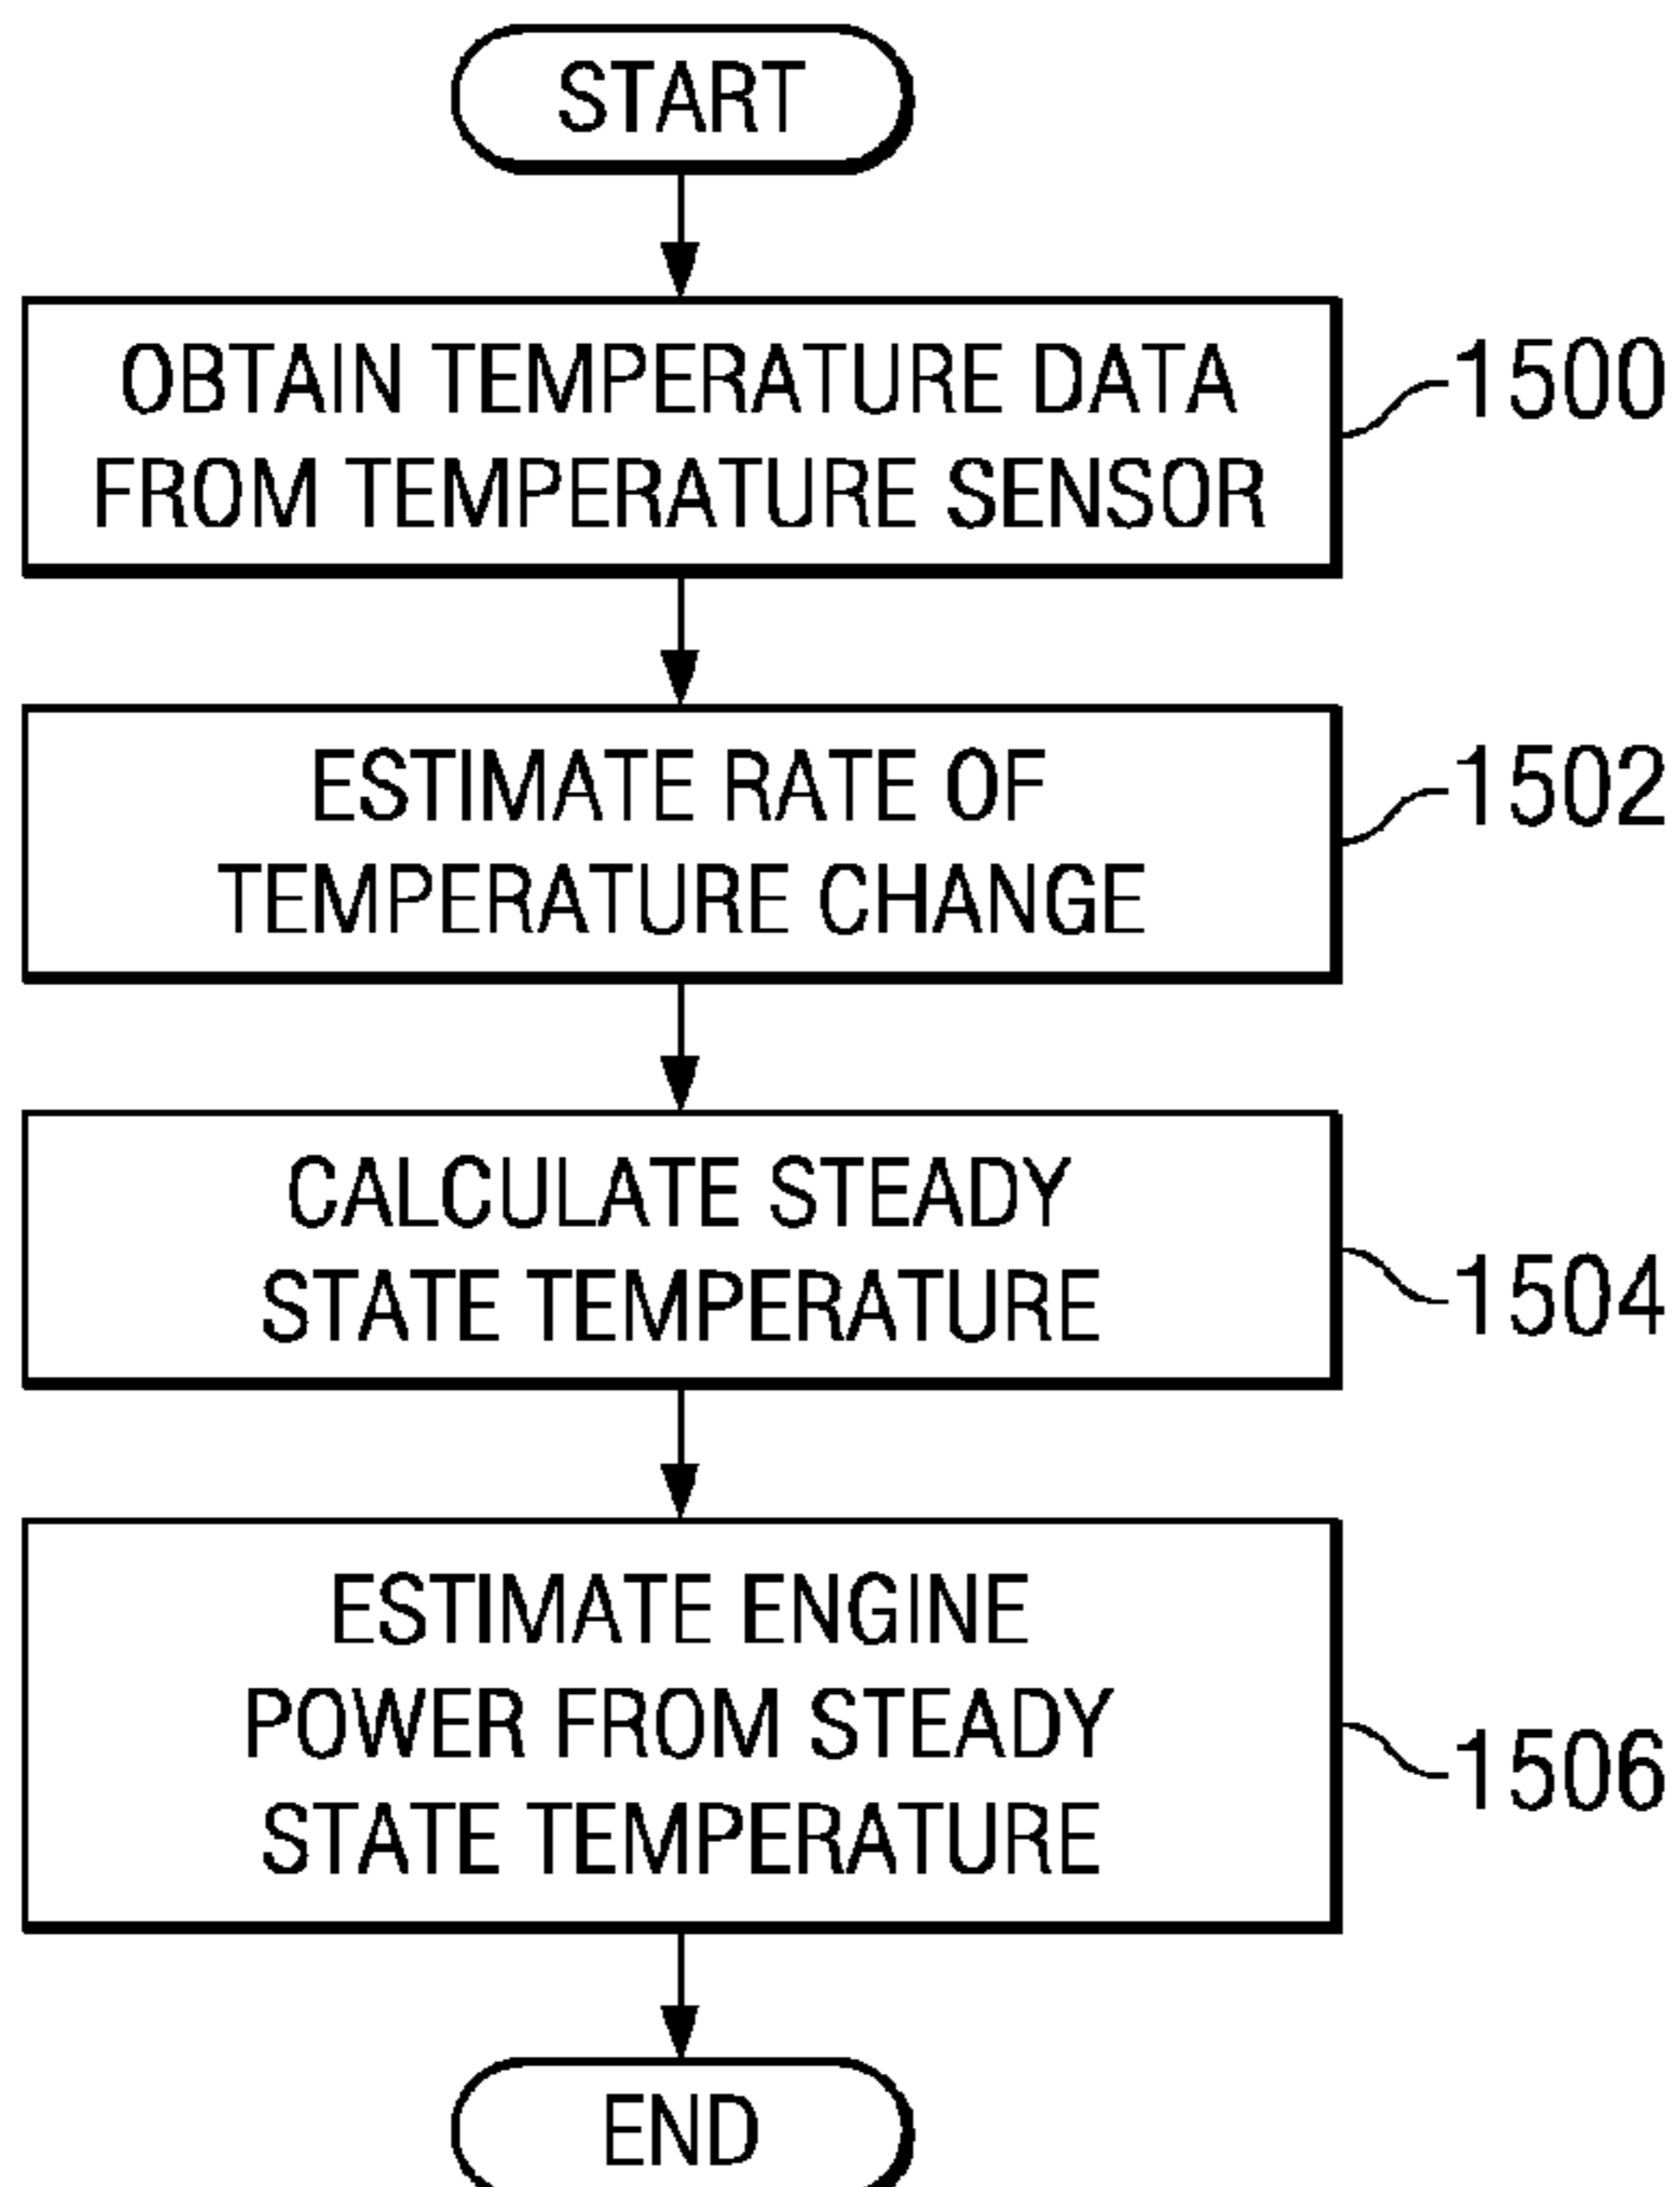 START
OBTAIN TEMPERATURE DATA
FROM TEMPERATURE SENSOR
1500
ESTIMATE RATE OF
TEMPERATURE CHANGE
1502
CALCULATE STEADY
STATE TEMPERATURE
1504
ESTIMATE ENGINE
POWER FROM STEADY
STATE TEMPERATURE
1506
END